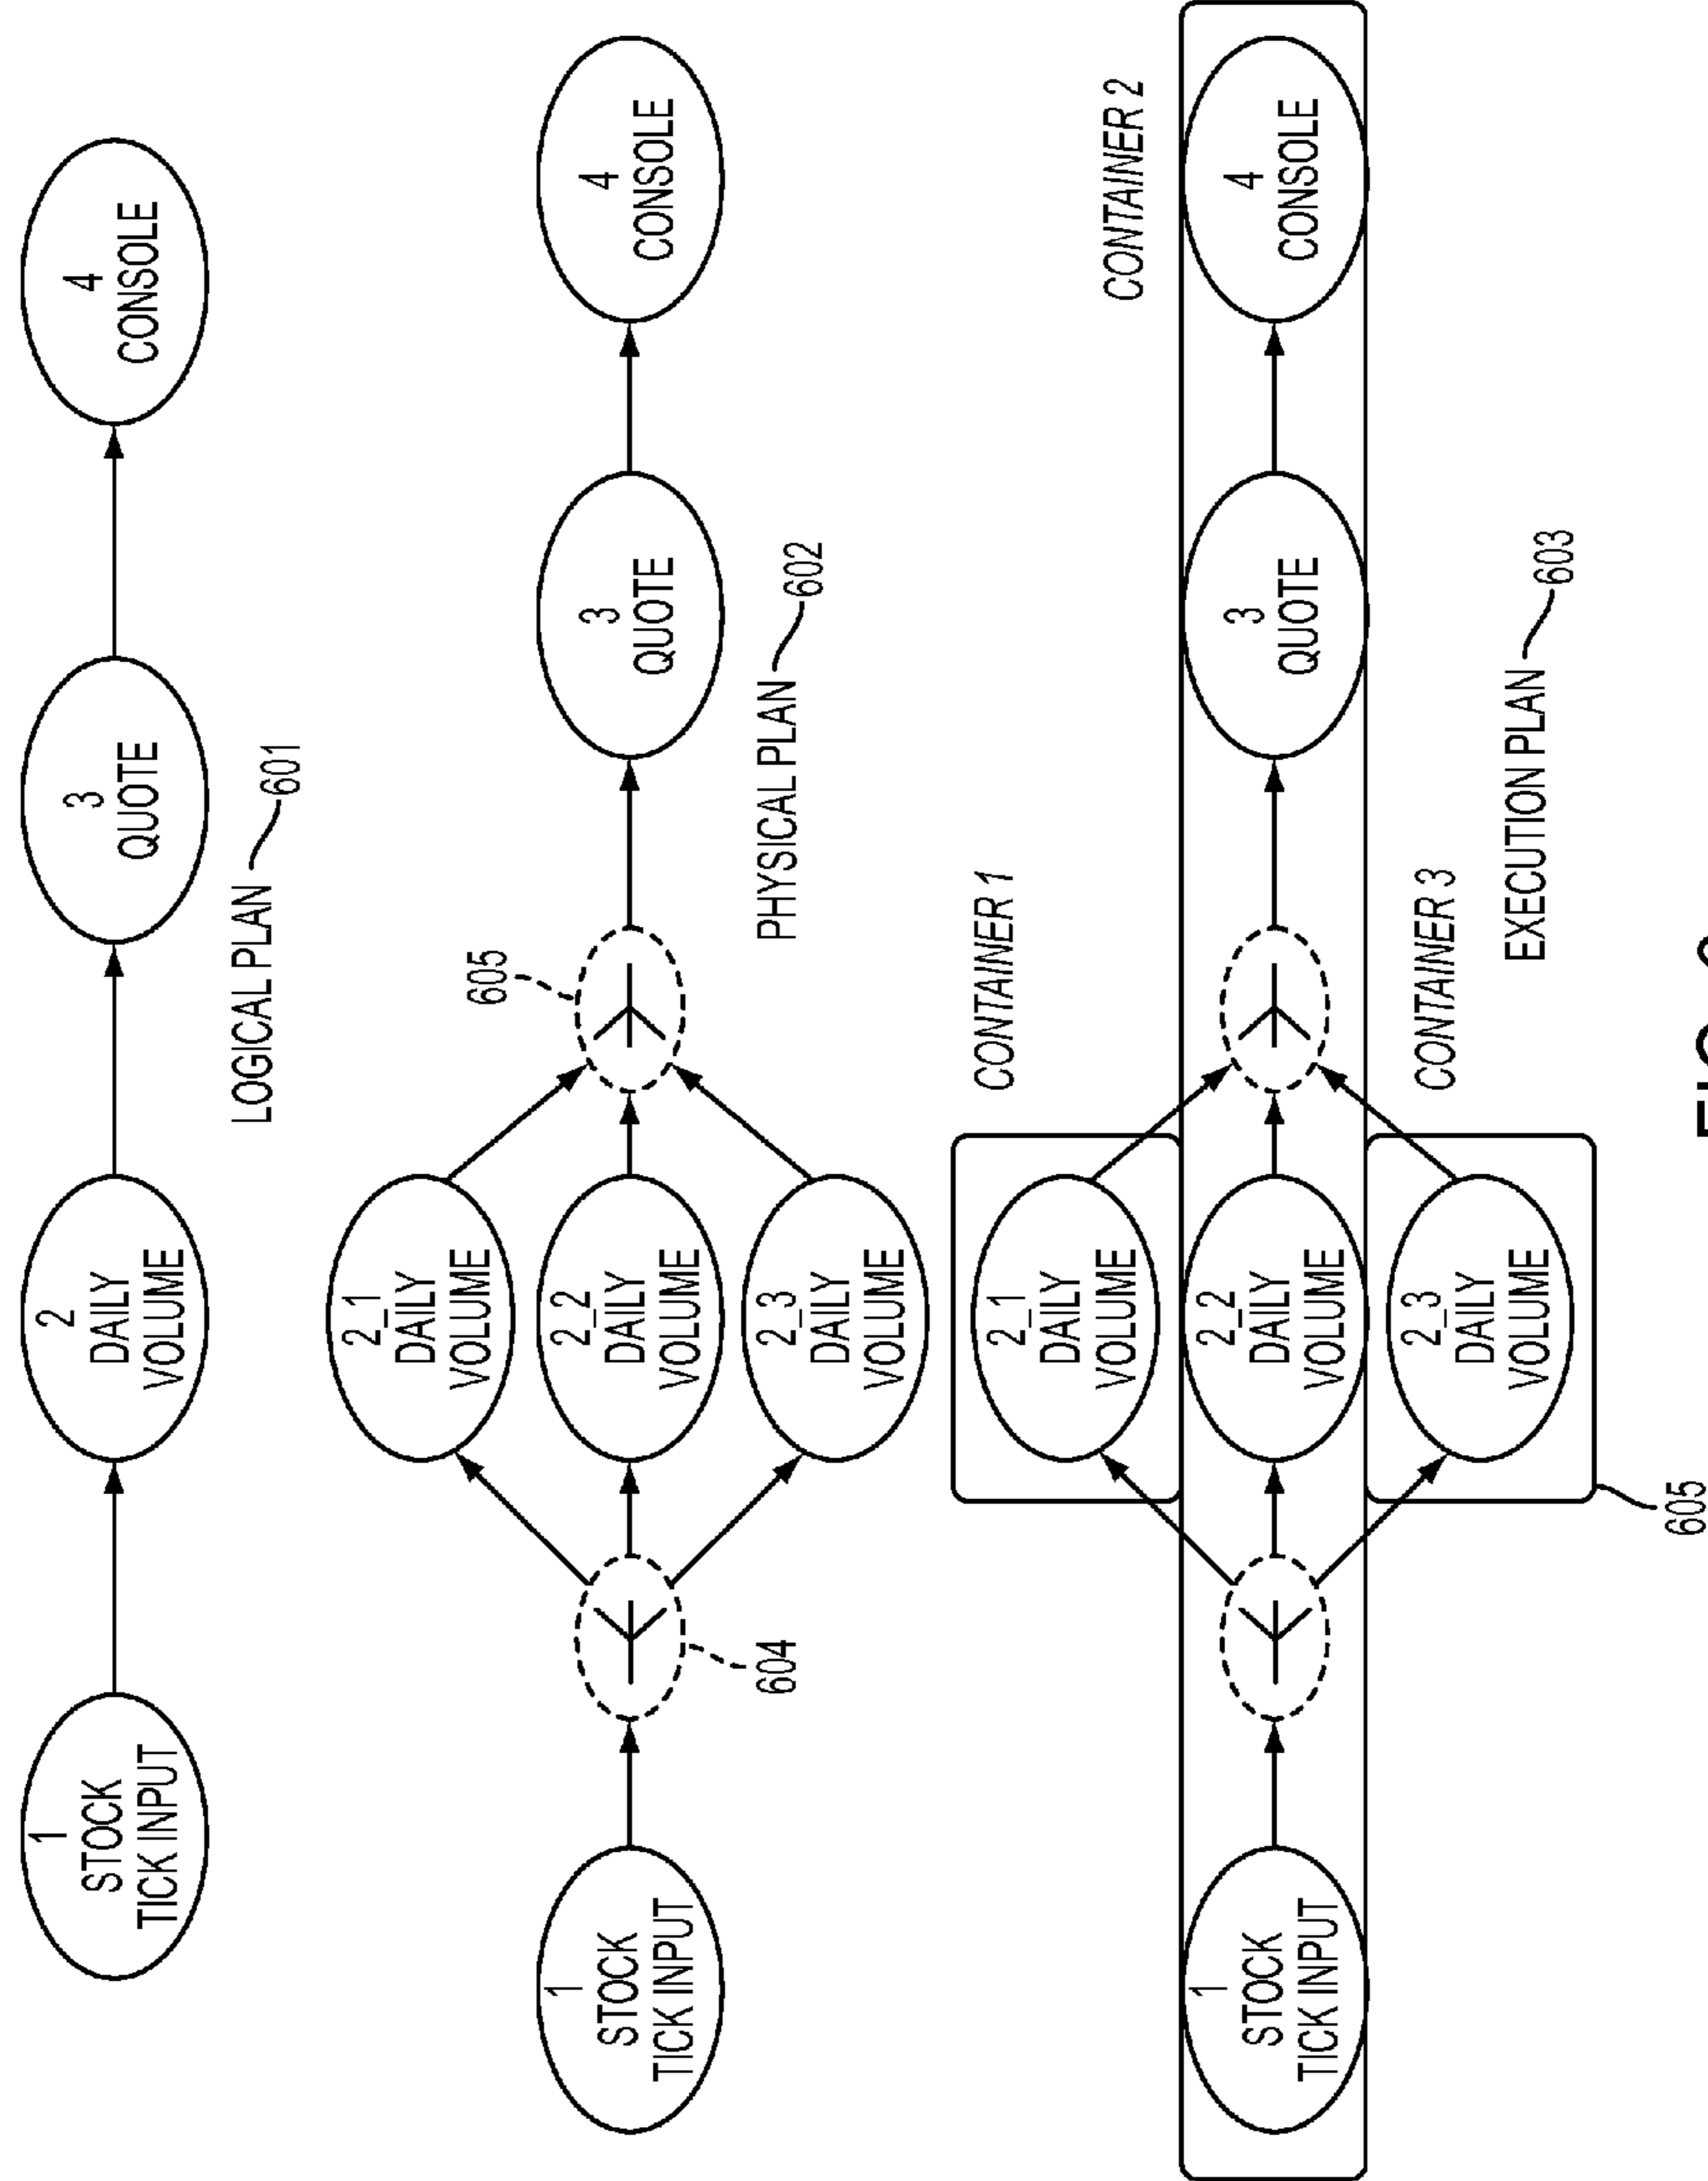 1
STOCK
TICK INPUT
2
DAILY
VOLUME
3
QUOTE
4
CONSOLE
LOGICAL PLAN 601
1
STOCK
TICK INPUT
604
2_1
DAILY
VOLUME
2_2
DAILY
VOLUME
2_3
DAILY
VOLUME
605
3
QUOTE
4
CONSOLE
PHYSICAL PLAN 602
CONTAINER 1
CONTAINER 2
1
STOCK
TICK INPUT
2_1
DAILY
VOLUME
2_2
DAILY
VOLUME
2_3
DAILY
VOLUME
3
QUOTE
4
CONSOLE
CONTAINER 3
EXECUTION PLAN 603
605